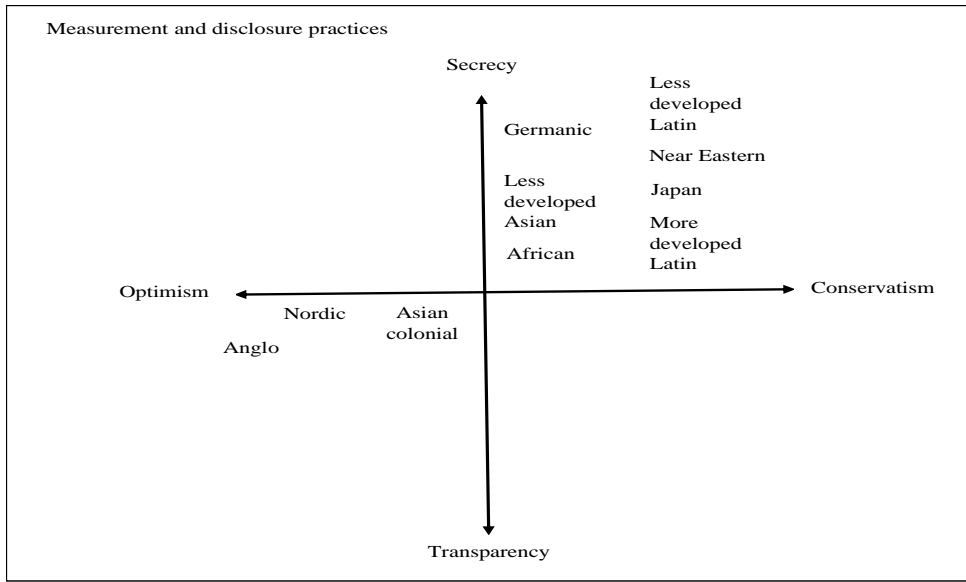 Measurement and disclosure practices
Secrecy
Less
developed
Latin
Germanic
Near Eastern
Less
developed
Asian
Japan
More
developed
Latin
African
Optimism
Conservatism
Nordic
Asian
colonial
Anglo
Transparency